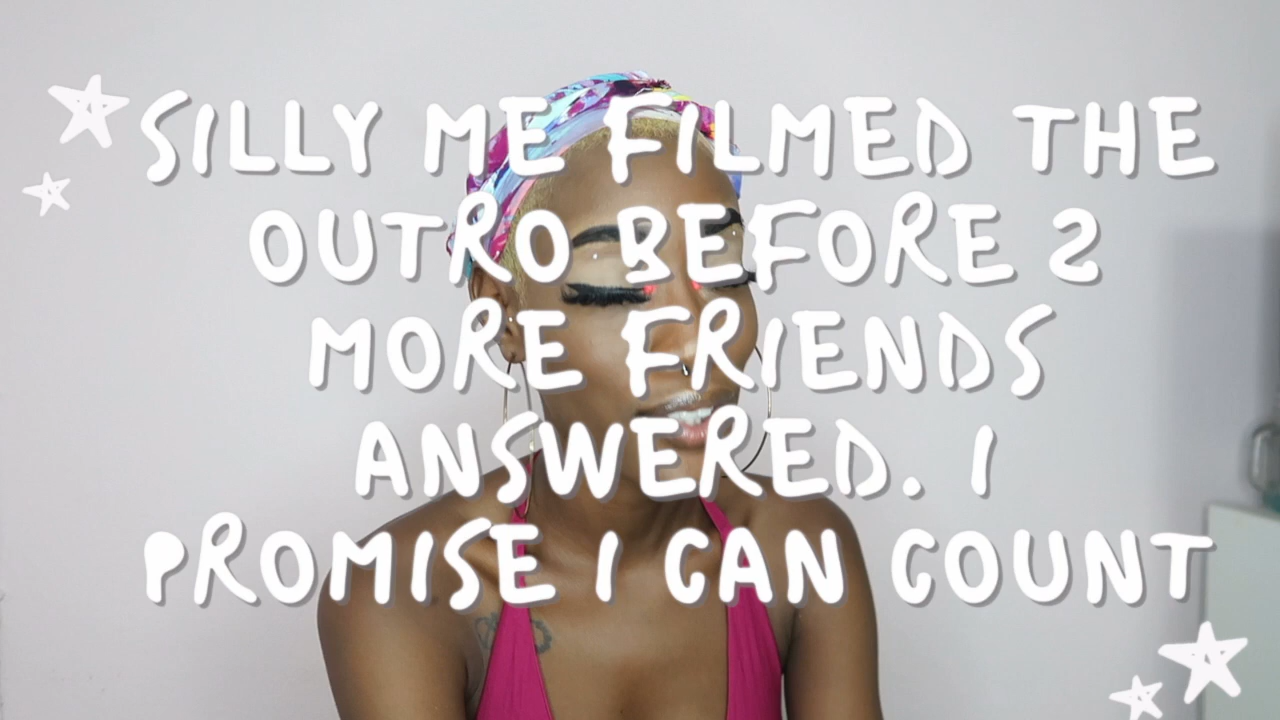 SILLY ME FILMED THE
OUTRO BEFORE 2
MORE FRIENDS
ANSWERED. I
PROMISE I CAN COUNT